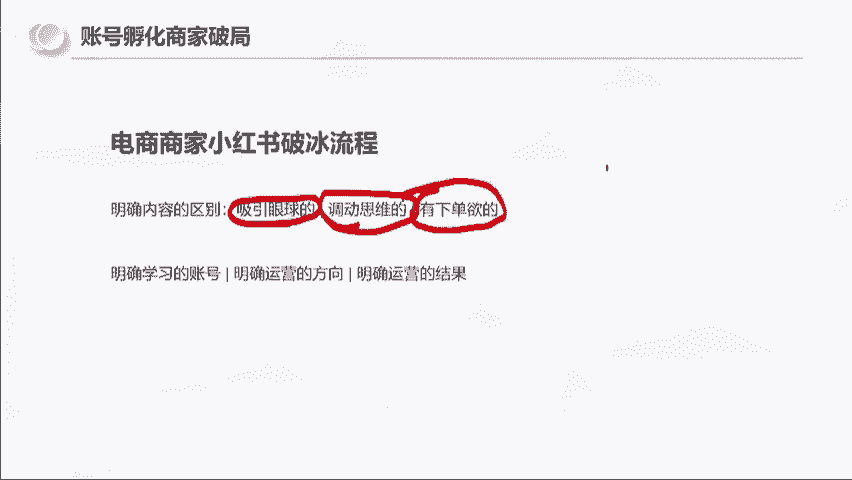 账号孵化商家破局
电商商家小红书破冰流程
明确内容的区别：吸引眼球的 调动思维的 有下单欲的
明确学习的账号 | 明确运营的方向 | 明确运营的结果